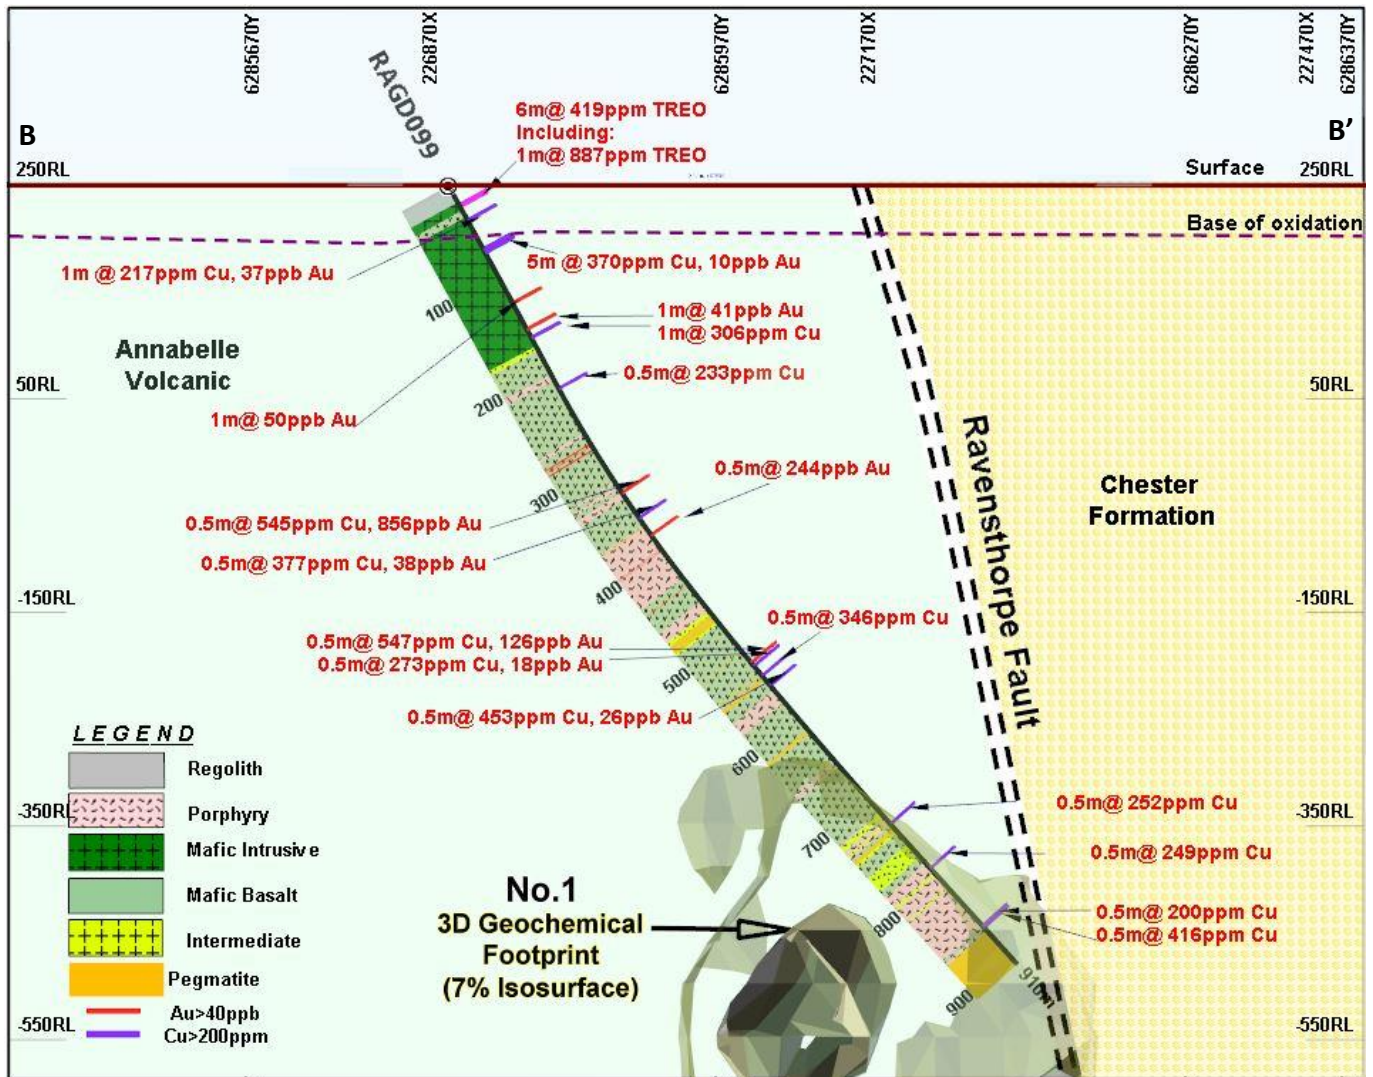 6285670Y
226870X
6285970Y
227170X
6286270Y
227470X
6286370Y
RAGD099
6m@ 419ppm TREO
Including:
1m@ 887ppm TREO
B
B’
250RL
Surface
250RL
Base of oxidation
1m @ 217ppm Cu, 37ppb Au
5m @ 370ppm Cu, 10ppb Au
100
1m@ 41ppb Au
1m@ 306ppm Cu
Annabelle
Volcanic
50RL
0.5m@ 233ppm Cu
50RL
200
1m@ 50ppb Au
Ravensthorpe Fault
0.5m@ 244ppb Au
Chester
Formation
300
0.5m@ 545ppm Cu, 856ppb Au
0.5m@ 377ppm Cu, 38ppb Au
400
-150RL
-150RL
0.5m@ 346ppm Cu
0.5m@ 547ppm Cu, 126ppb Au
0.5m@ 273ppm Cu, 18ppb Au
500
0.5m@ 453ppm Cu, 26ppb Au
600
LEGEND
Regolith
Porphyry
-350RL
Mafic Intrusive
Mafic Basalt
Intermediate
Pegmatite
Au>40ppb
Cu>200ppm
-550RL
0.5m@ 252ppm Cu
-350RL
700
0.5m@ 249ppm Cu
No.1
3D Geochemical
Footprint
(7% Isosurface)
800
0.5m@ 200ppm Cu
0.5m@ 416ppm Cu
900
910m
-550RL